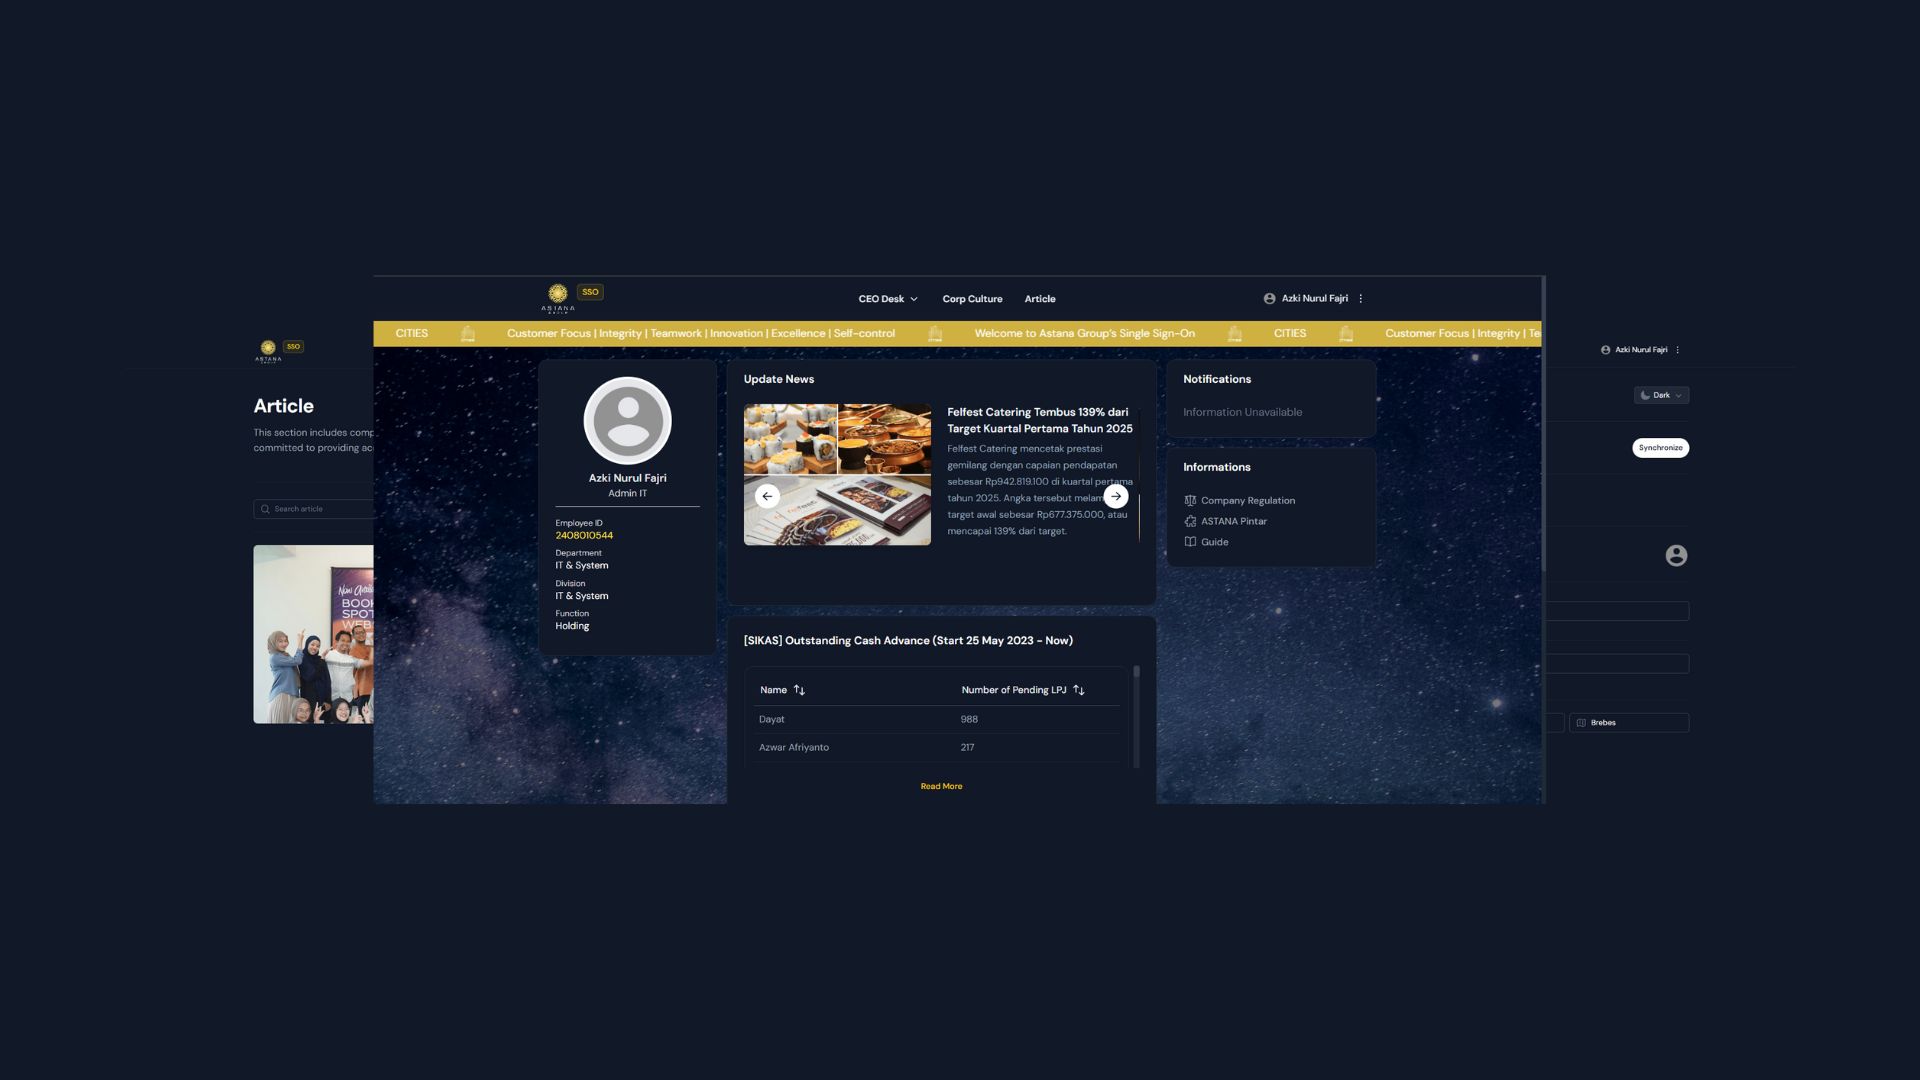 ASTANA
SSO
Article
This section includes comp
committed to providing ac
Search article
Now Availa
BOOK
SPOT
WEBS
ASTANA
GROUP
SSO
CEO Desk
Corp Culture
Article
Azki Nurul Fajri
CITIES
Customer Focus | Integrity | Teamwork | Innovation | Excellence | Self-control
Welcome to Astana Group's Single Sign-On
CITIES
Customer Focus | Integrity | Te
Azki Nurul Fajri
Admin IT
Employee ID
2408010544
Department
IT & System
Division
IT & System
Function
Holding
Update News
Felfest Catering Tembus 139% dari
Target Kuartal Pertama Tahun 2025
Felfest Catering mencetak prestasi
gemilang dengan capaian pendapatan
sebesar Rp942.819.100 di kuartal pertama
tahun 2025. Angka tersebut melam
target awal sebesar Rp677.375.000, atau
mencapai 139% dari target.
[SIKAS] Outstanding Cash Advance (Start 25 May 2023 - Now)
Name
Number of Pending LPJ
Dayat
988
Azwar Afriyanto
217
Read More
Notifications
Information Unavailable
Informations
Company Regulation
ASTANA Pintar
Guide
Azki Nurul Fajri
Dark
Synchronize
Brebes